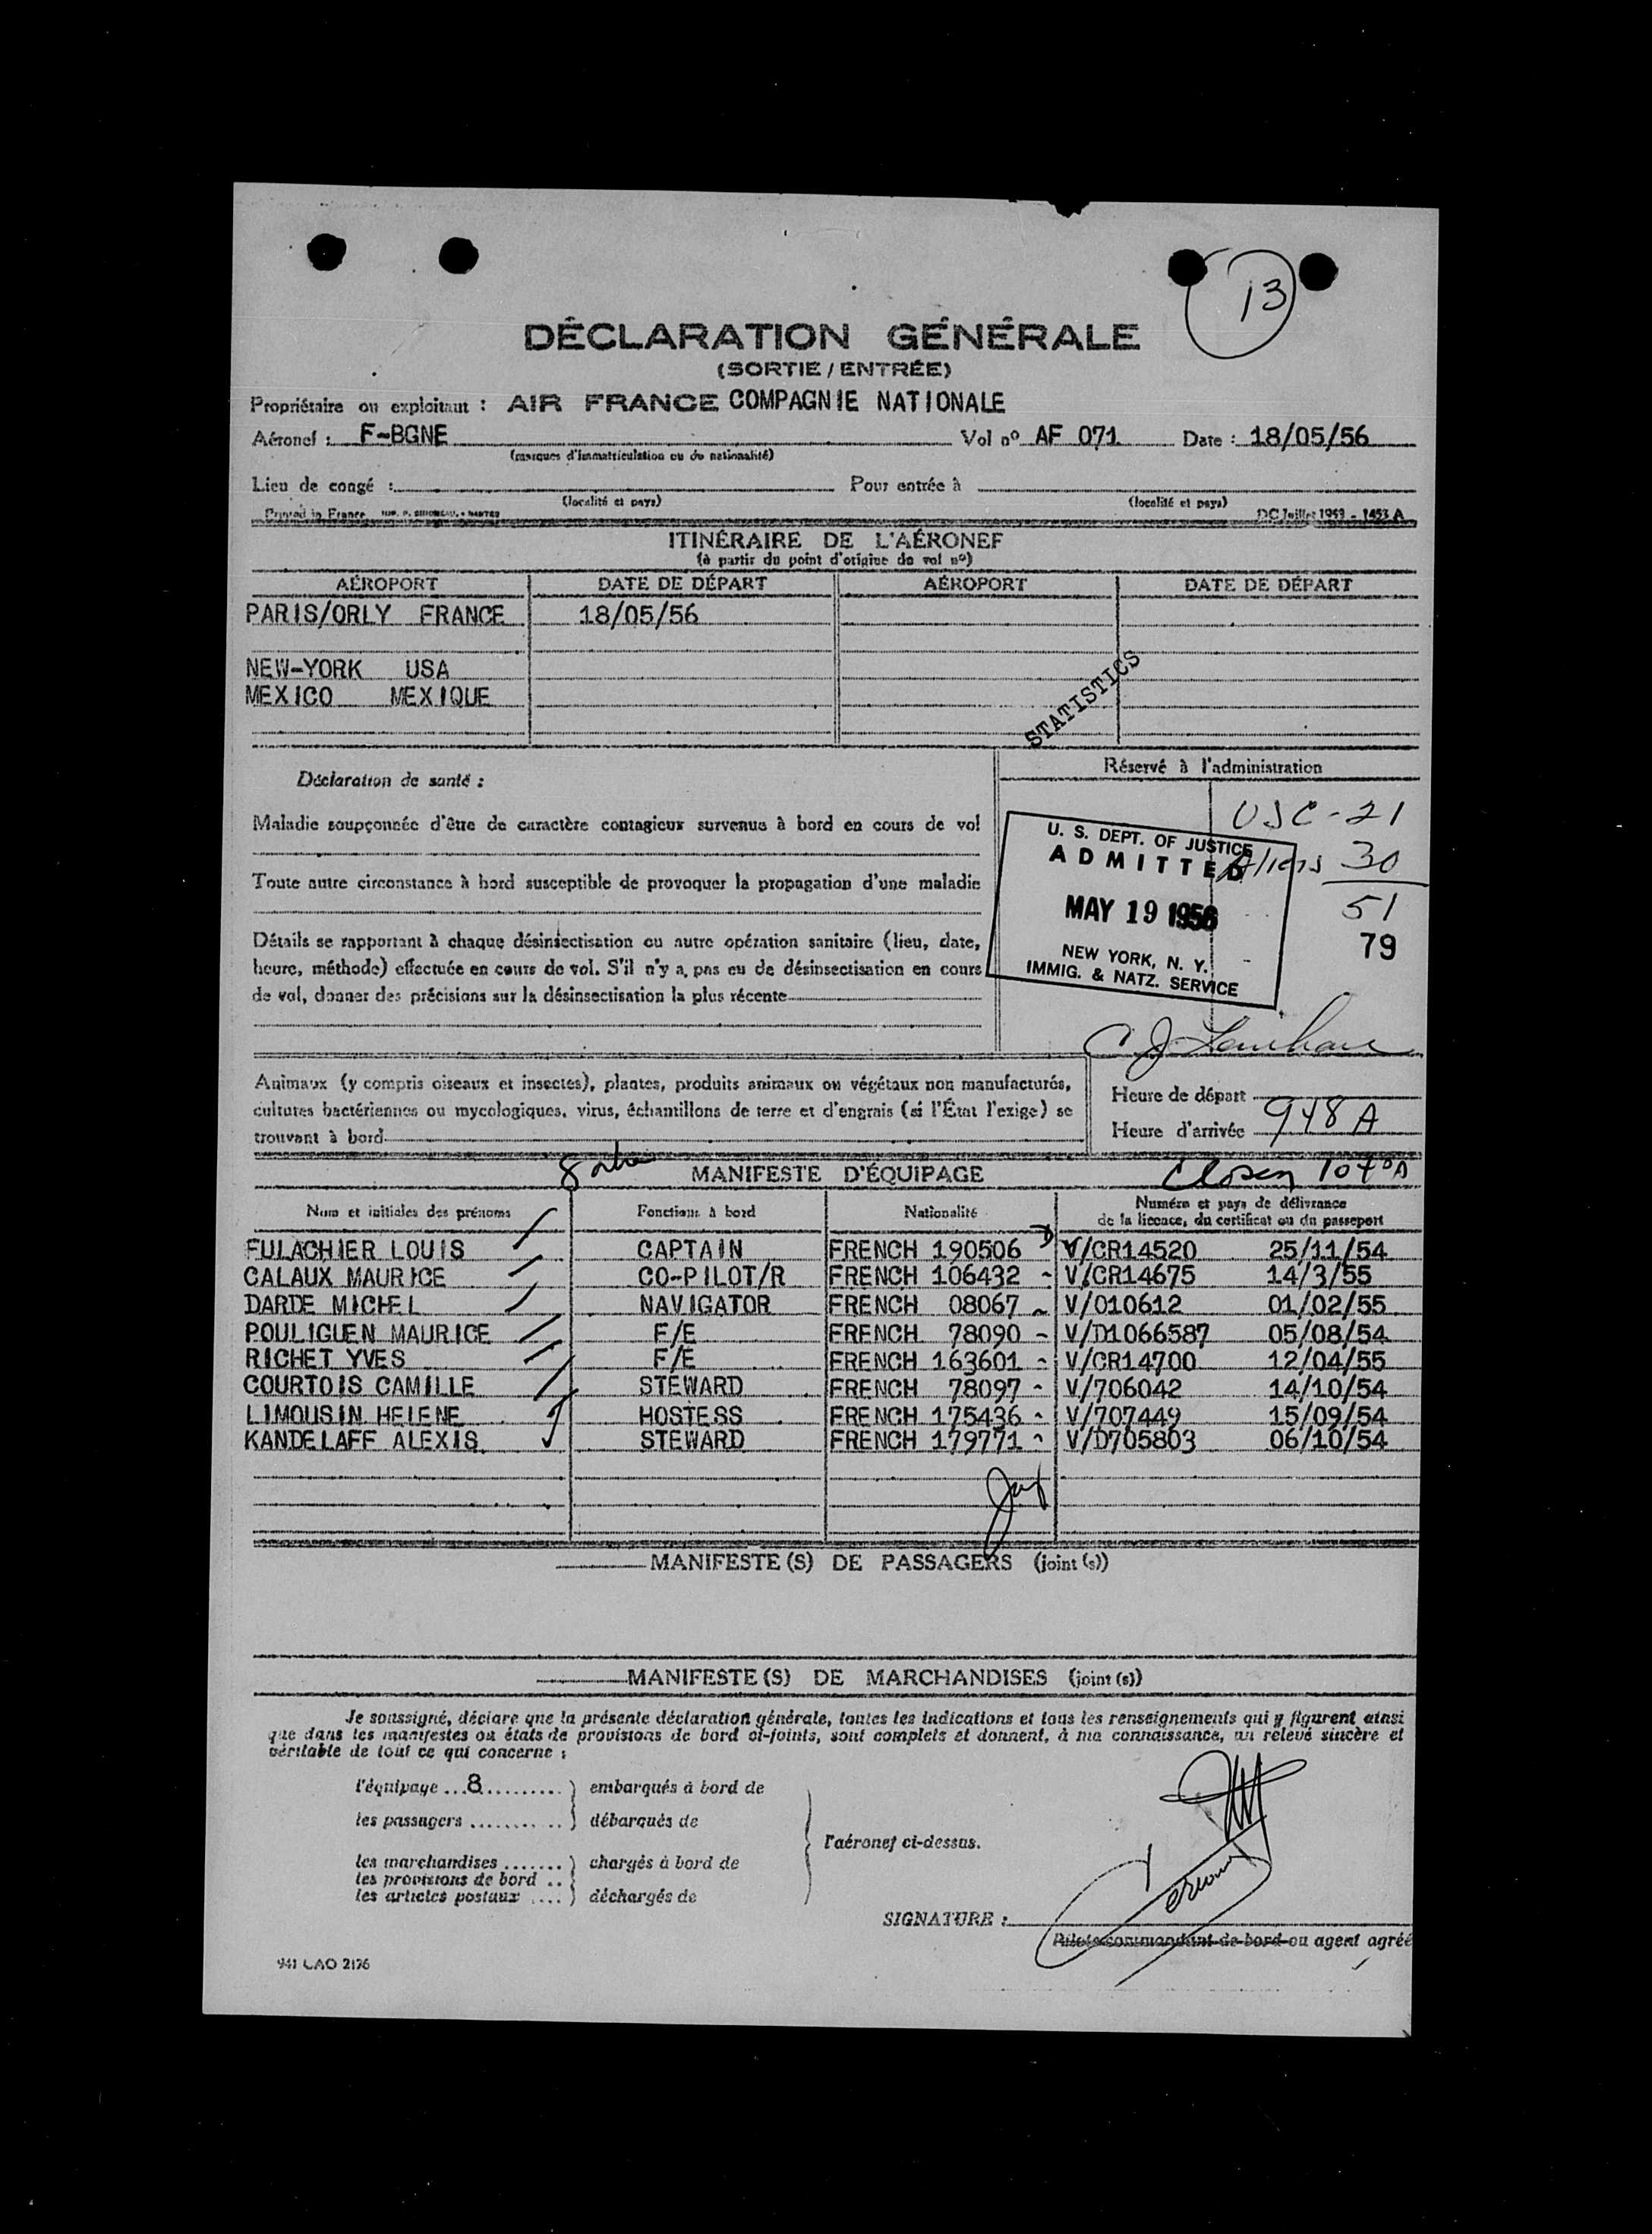 13
DÉCLARATION GÉNÉRALE
(SORTIE / ENTRÉE)
Propriétaire ou exploitant : AIR FRANCE COMPAGNIE NATIONALE
Aéronef : F-BGNE Vol nº AF 071 Date : 18/05/56
(marques d'immatriculation ou de nationalité)
Lieu de congé : Pour entrée à
(localité et pays) (localité et pays)
Printed in France DC Juillet 1953 - 1453 A
ITINÉRAIRE DE L'AÉRONEF
(à partir du point d'origine du vol nº)
AÉROPORT DATE DE DÉPART AÉROPORT DATE DE DÉPART
PARIS/ORLY FRANCE 18/05/56
NEW-YORK USA
MEXICO MEXIQUE
STATISTICS
Déclaration de santé :
Réservé à l'administration
Maladie soupçonnée d'être de caractère contagieux survenue à bord en cours de vol
Toute autre circonstance à bord susceptible de provoquer la propagation d'une maladie
Détails se rapportant à chaque désinsectisation ou autre opération sanitaire (lieu, date,
heure, méthode) effectuée en cours de vol. S'il n'y a pas eu de désinsectisation en cours
de vol, donner des précisions sur la désinsectisation la plus récente
USC-21
Aliens 30
51
79
U. S. DEPT. OF JUSTICE
ADMITTED
MAY 19 1956
NEW YORK, N. Y.
IMMIG. & NATZ. SERVICE
Animaux (y compris oiseaux et insectes), plantes, produits animaux ou végétaux non manufacturés,
cultures bactériennes ou mycologiques, virus, échantillons de terre et d'engrais (si l'État l'exige) se
trouvant à bord
Heure de départ
Heure d'arrivée 948 A
8
MANIFESTE D'ÉQUIPAGE
Nom et initiales des prénoms Fonctions à bord Nationalité Numéro et pays de délivrance
de la licence, du certificat ou du passeport
FULACHIER LOUIS CAPTAIN FRENCH 190506 V/CR14520 25/11/54
CALAUX MAURICE CO-PILOT/R FRENCH 106432 - V/CR14675 14/3/55
DARDE MICHEL NAVIGATOR FRENCH 08067 V/010612 01/02/55
POULIGUEN MAURICE F/E FRENCH 78090 - V/D1066587 05/08/54
RICHET YVES F/E FRENCH 163601 - V/CR14700 12/04/55
COURTOIS CAMILLE STEWARD FRENCH 78097 - V/706042 14/10/54
LIMOUSIN HELENE HOSTESS FRENCH 175436 - V/707449 15/09/54
KANDELAFF ALEXIS STEWARD FRENCH 179771 V/D705803 06/10/54
MANIFESTE(S) DE PASSAGERS (joint(s))
MANIFESTE(S) DE MARCHANDISES (joint(s))
Je soussigné, déclare que la présente déclaration générale, toutes les indications et tous les renseignements qui y figurent ainsi
que dans les manifestes ou états de provisions de bord ci-joints, sont complets et donnent, à ma connaissance, un relevé sincère et
véritable de tout ce qui concerne :
l'équipage ...8.......... ) embarqués à bord de
les passagers ........... ) débarqués de
l'aéronef ci-dessus.
les marchandises ....... ) chargés à bord de
les provisions de bord ..
les articles postaux .... ) déchargés de
SIGNATURE :
Pilote commandant de bord ou agent agréé
941 CAO 2176